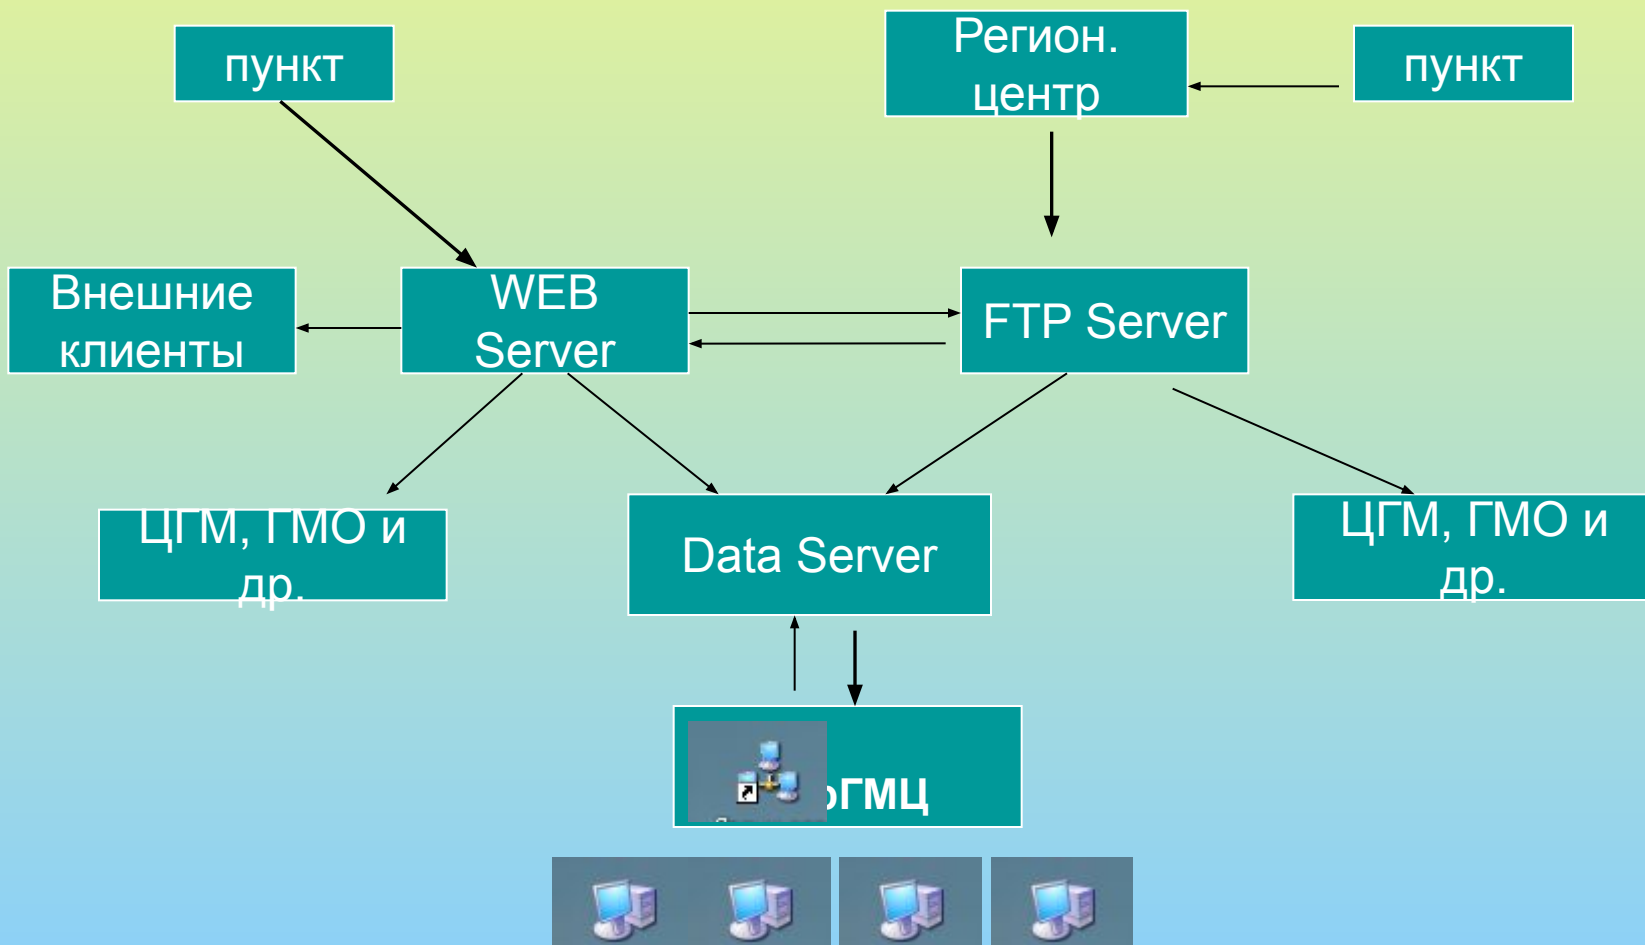 пункт
Регион.
центр
пункт
Внешние
клиенты
WEB
Server
FTP Server
ЦГМ, ГМО и
др.
Data Server
ЦГМ, ГМО и
др.
ГМЦ